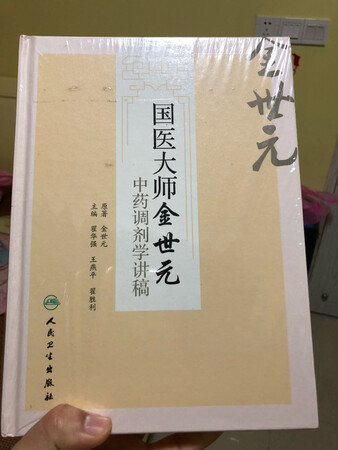 金世元
国医大师金世元
中药调剂学讲稿
原著 金世元
主编 翟华强 王燕平 翟胜利
人民卫生出版社